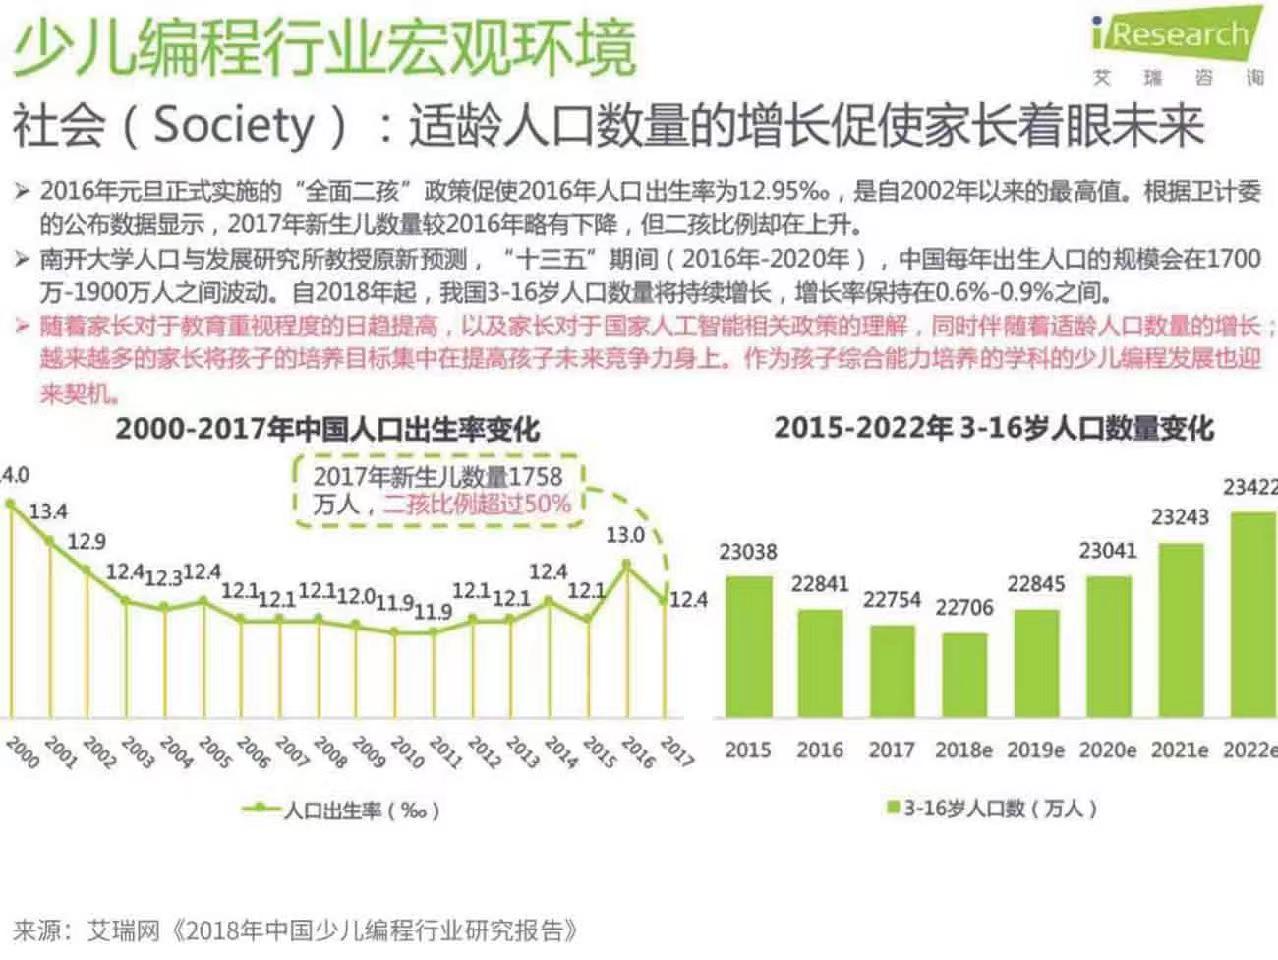 少儿编程行业宏观环境
iResearch
艾瑞咨询
社会（Society）：适龄人口数量的增长促使家长着眼未来
➢ 2016年元旦正式实施的“全面二孩”政策促使2016年人口出生率为12.95‰，是自2002年以来的最高值。根据卫计委
的公布数据显示，2017年新生儿数量较2016年略有下降，但二孩比例却在上升。
➢ 南开大学人口与发展研究所教授原新预测，“十三五”期间（2016年-2020年），中国每年出生人口的规模会在1700
万-1900万人之间波动。自2018年起，我国3-16岁人口数量将持续增长，增长率保持在0.6%-0.9%之间。
➢ 随着家长对于教育重视程度的日趋提高，以及家长对于国家人工智能相关政策的理解，同时伴随着适龄人口数量的增长；
越来越多的家长将孩子的培养目标集中在提高孩子未来竞争力身上。作为孩子综合能力培养的学科的少儿编程发展也迎
来契机。
2000-2017年中国人口出生率变化
2017年新生儿数量1758
万人，二孩比例超过50%
4.0 13.4 12.9 12.4 12.3 12.4 12.1 12.1 12.1 12.0 11.9 11.9 12.1 12.1 12.4 12.1 13.0 12.4
2000 2001 2002 2003 2004 2005 2006 2007 2008 2009 2010 2011 2012 2013 2014 2015 2016 2017
人口出生率（‰）
2015-2022年 3-16岁人口数量变化
23038 22841 22754 22706 22845 23041 23243 23422
2015 2016 2017 2018e 2019e 2020e 2021e 2022e
3-16岁人口数（万人）
来源：艾瑞网《2018年中国少儿编程行业研究报告》